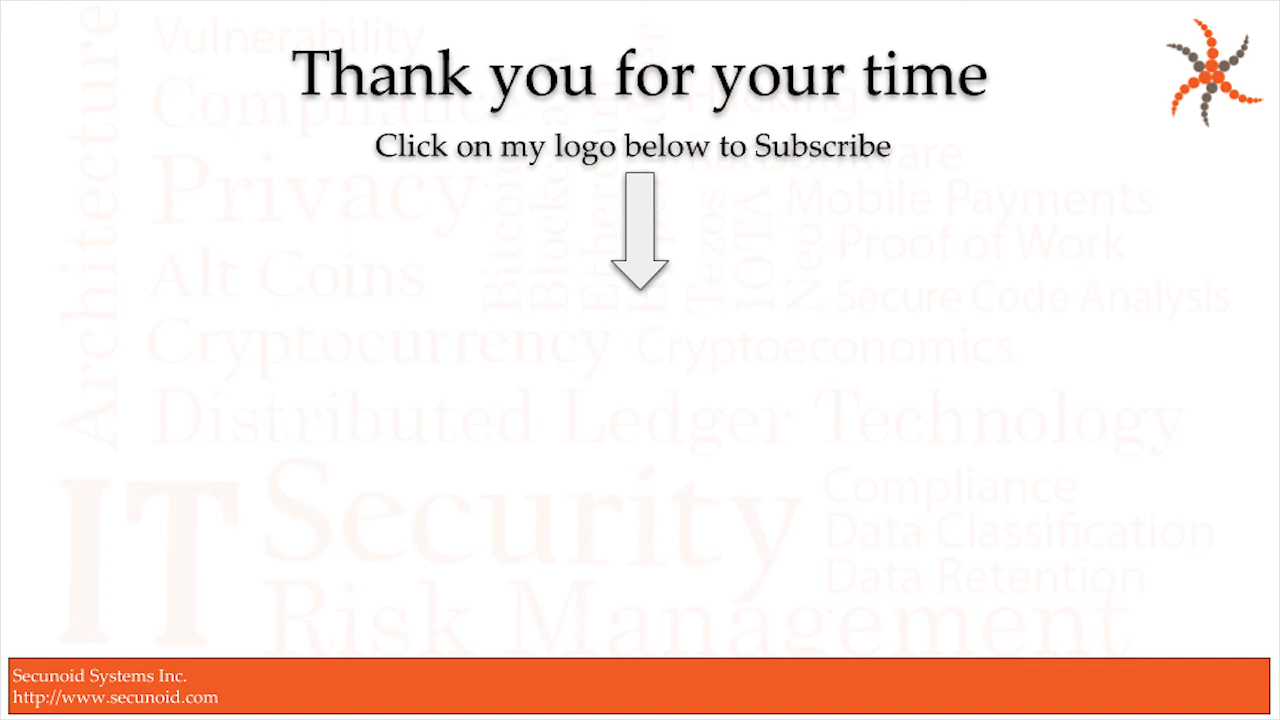 Thank you for your time
Click on my logo below to Subscribe
Architecture
Vulnerability
Compliance
Privacy
Alt Coins
Bitcoin
Tezos
IOTA
Neo
Mobile Payments
Proof of Work
Secure Code Analysis
Cryptocurrency
Cryptoeconomics
Distributed Ledger Technology
IT
Security
Compliance
Data Classification
Data Retention
Risk Management
Secunoid Systems Inc.
http://www.secunoid.com